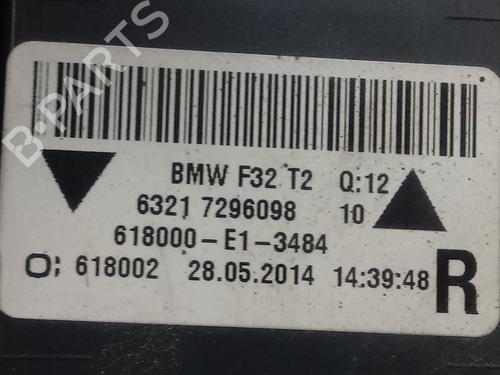 B-PARTS
BMW F32 T2 Q:12
6321 7296098 10
618000-E1-3484
O; 618002 28.05.2014 14:39:48 R